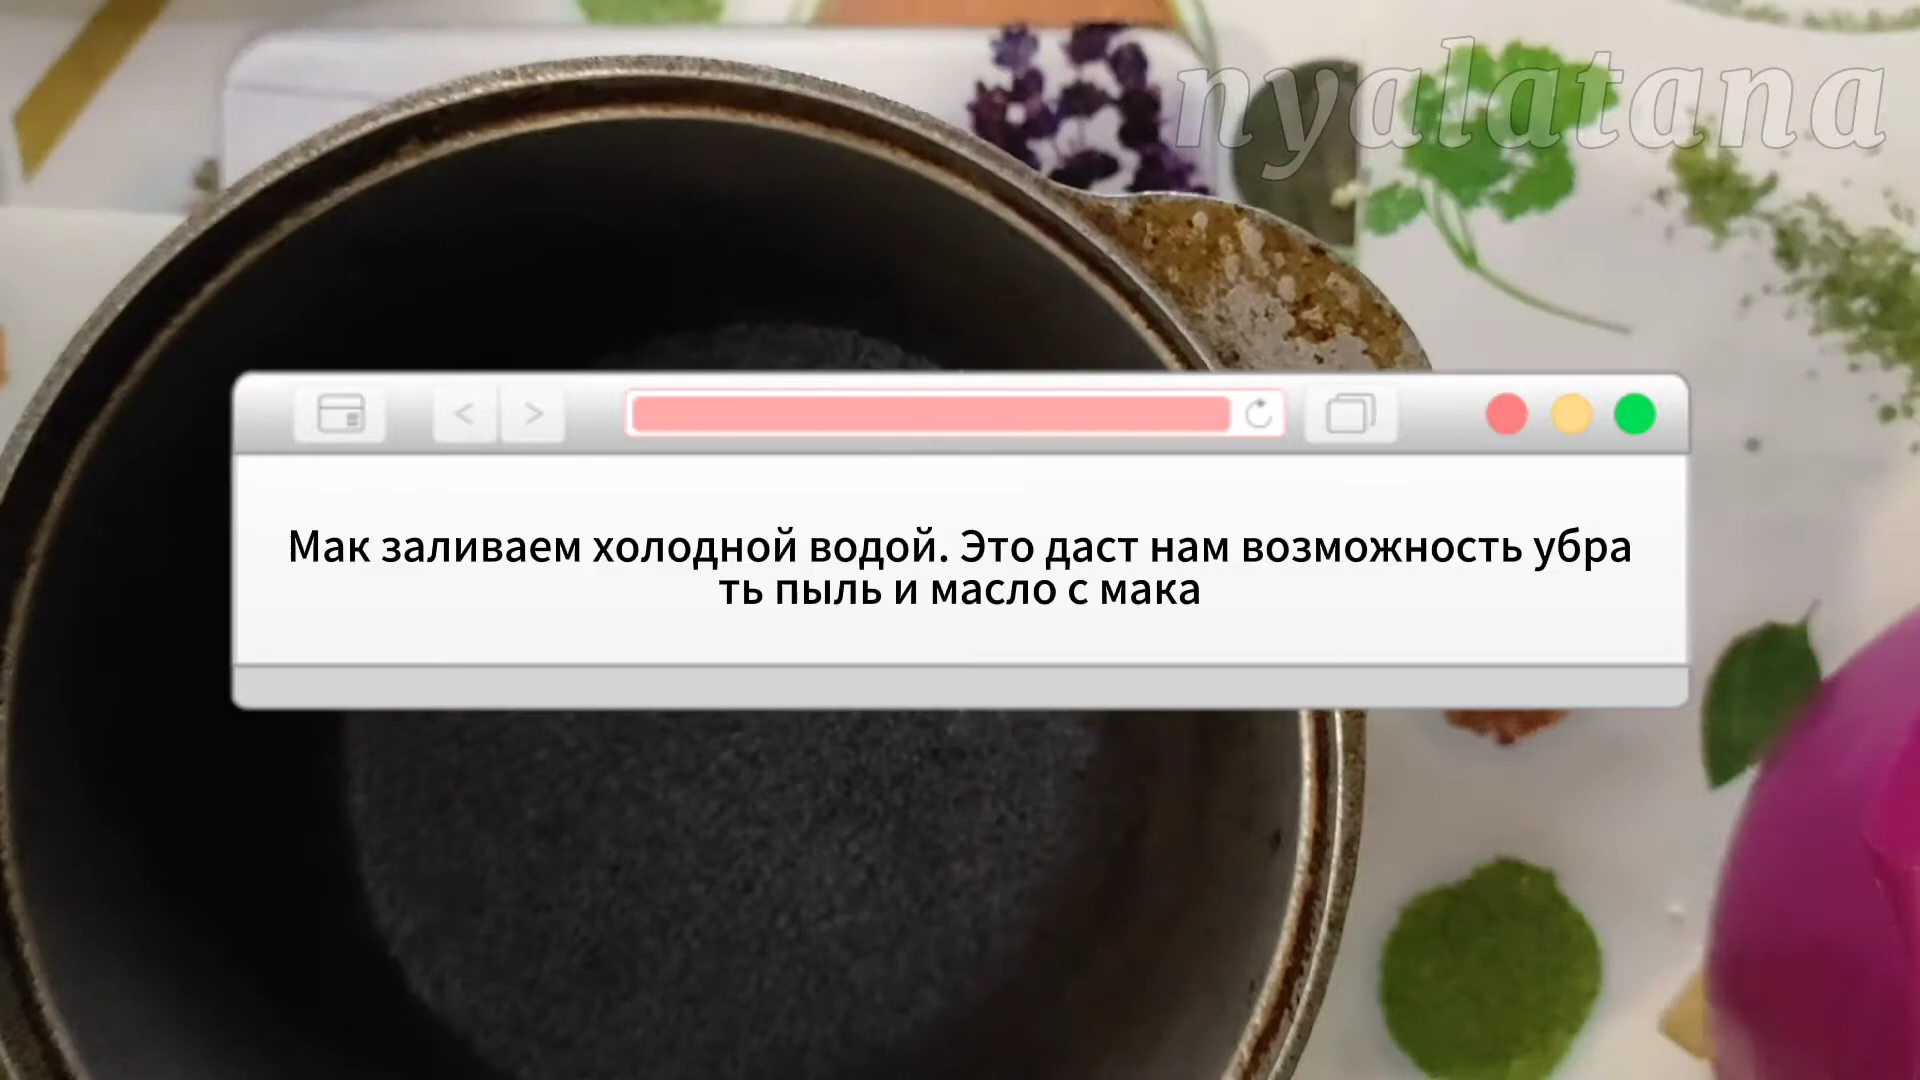 nyalatana
Мак заливаем холодной водой. Это даст нам возможность убра
ть пыль и масло с мака